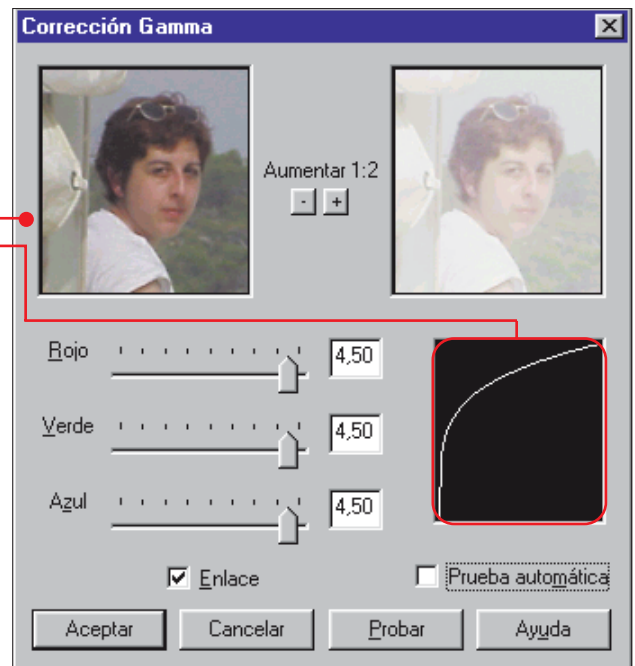 Corrección Gamma
Aumentar 1:2
- +
Rojo 4,50
Verde 4,50
Azul 4,50
Enlace Prueba automática
Aceptar Cancelar Probar Ayuda